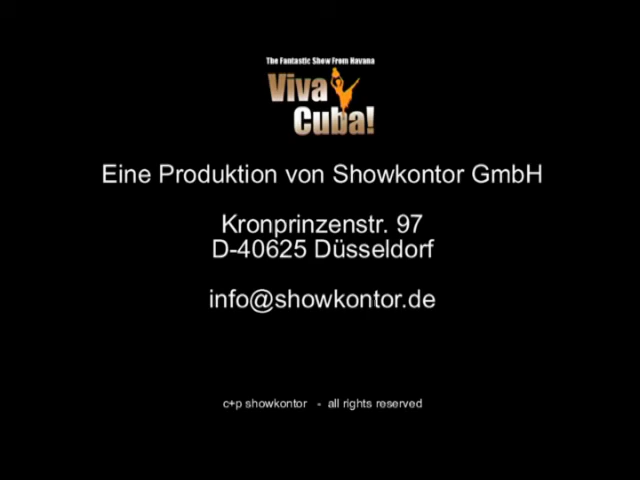 The Fantastic Show From Havana
Viva
Cuba!
Eine Produktion von Showkontor GmbH
Kronprinzenstr. 97
D-40625 Düsseldorf
info@showkontor.de
c+p showkontor - all rights reserved